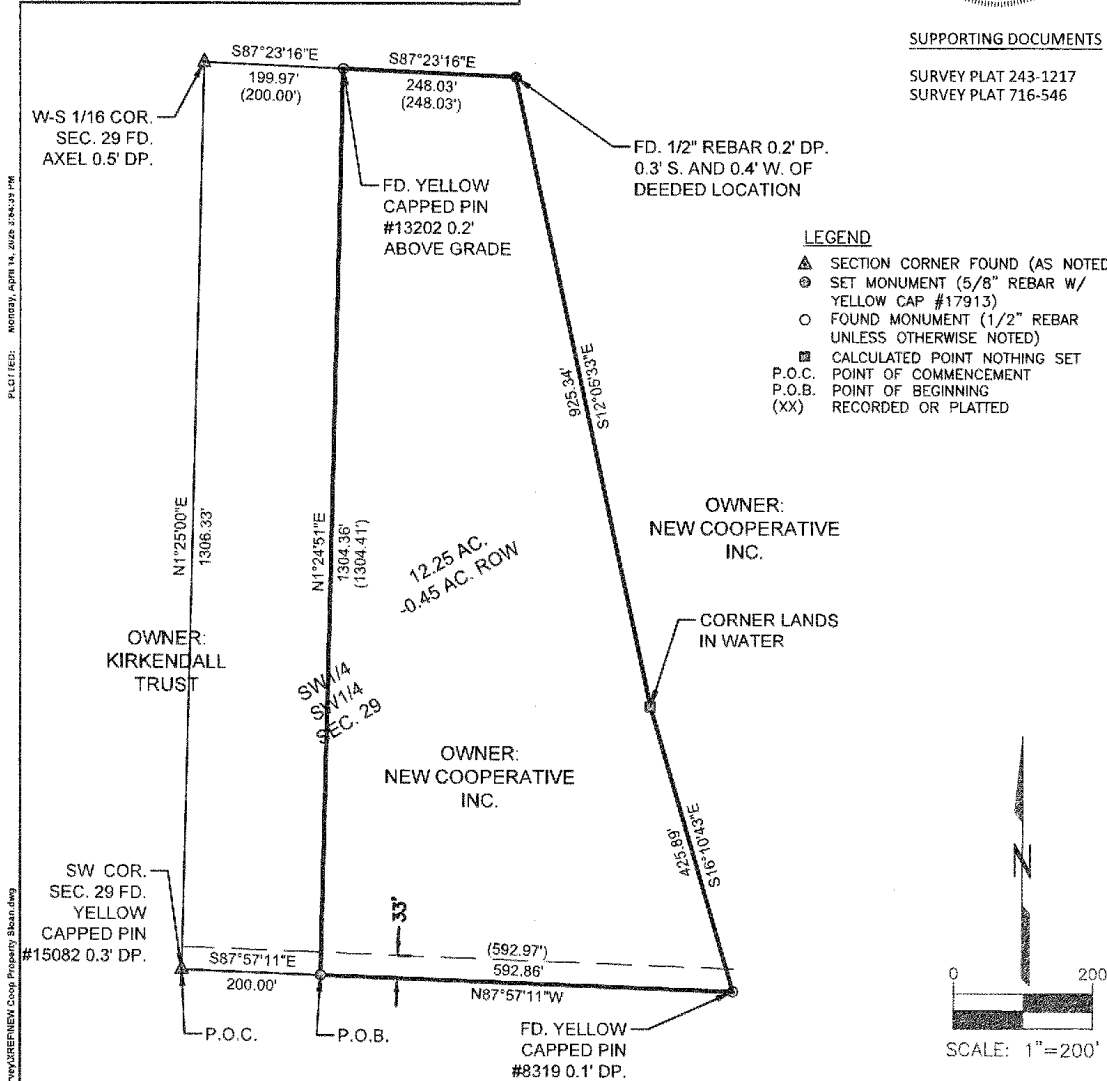 SUPPORTING DOCUMENTS
SURVEY PLAT 243-1217
SURVEY PLAT 716-546
S87°23'16"E
199.97'
(200.00')
S87°23'16"E
248.03'
(248.03')
W-S 1/16 COR.
SEC. 29 FD.
AXEL 0.5' DP.
FD. YELLOW
CAPPED PIN
#13202 0.2'
ABOVE GRADE
FD. 1/2" REBAR 0.2' DP.
0.3' S. AND 0.4' W. OF
DEEDED LOCATION
LEGEND
SECTION CORNER FOUND (AS NOTED
SET MONUMENT (5/8" REBAR W/
YELLOW CAP #17913)
FOUND MONUMENT (1/2" REBAR
UNLESS OTHERWISE NOTED)
CALCULATED POINT NOTHING SET
P.O.C. POINT OF COMMENCEMENT
P.O.B. POINT OF BEGINNING
(XX) RECORDED OR PLATTED
PLOTTED: Monday, April 14,
925.34'
S12°05'33"E
N1°25'00"E
1306.33'
N1°24'51"E
1304.36'
(1304.41')
12.25 AC.
-0.45 AC. ROW
OWNER:
NEW COOPERATIVE
INC.
CORNER LANDS
IN WATER
OWNER:
KIRKENDALL
TRUST
SW1/4
SW1/4
SEC. 29
OWNER:
NEW COOPERATIVE
INC.
425.89'
S16°10'43"E
SW COR.
SEC. 29 FD.
YELLOW
CAPPED PIN
#15082 0.3' DP.
33'
S87°57'11"E
200.00'
(592.97')
592.86'
N87°57'11"W
P.O.C.
P.O.B.
FD. YELLOW
CAPPED PIN
#8319 0.1' DP.
N
0 200
SCALE: 1"=200'
NEW Coop Property Sloan.dwg